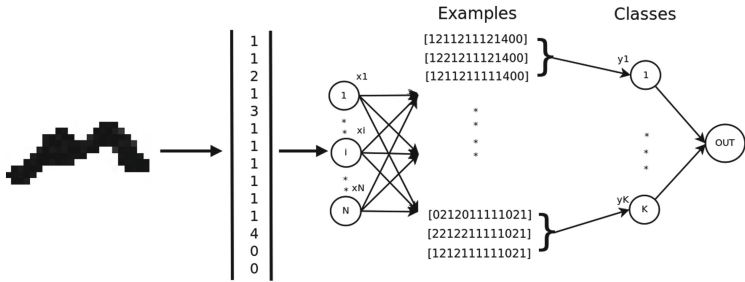 Examples
Classes
1
1
2
1
3
1
1
1
1
1
1
4
0
0
x1
1
xi
i
xN
N
[1211211121400]
[1221211121400]
[1211211111400]
[0212011111021]
[2212211111021]
[1212111111021]
y1
1
yK
K
OUT